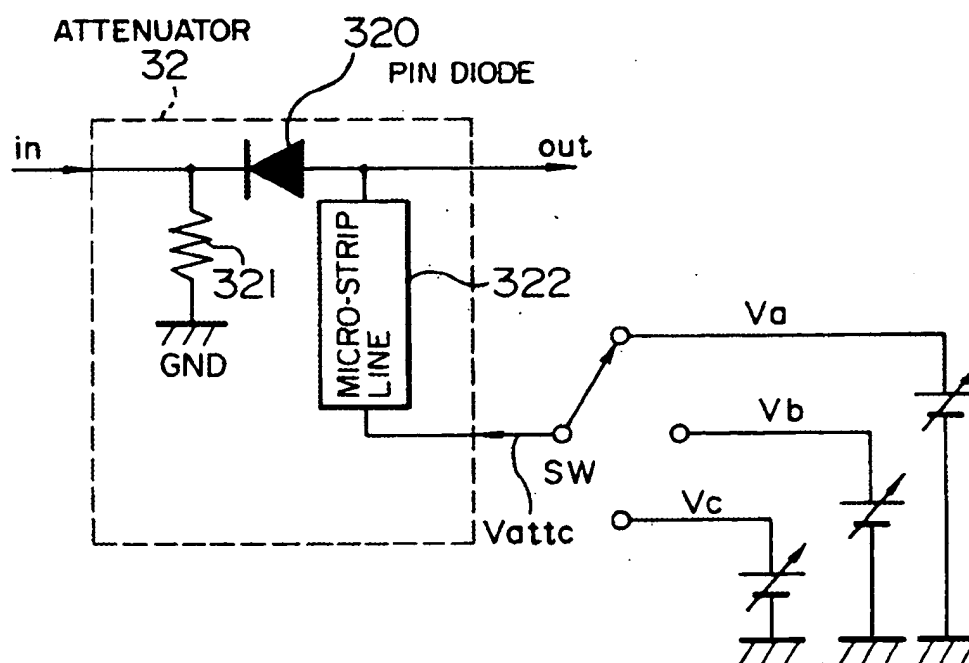 ATTENUATOR
32
320
PIN DIODE
in
out
321
GND
MICRO-STRIP
LINE
322
Va
Vb
SW
Vc
Vattc